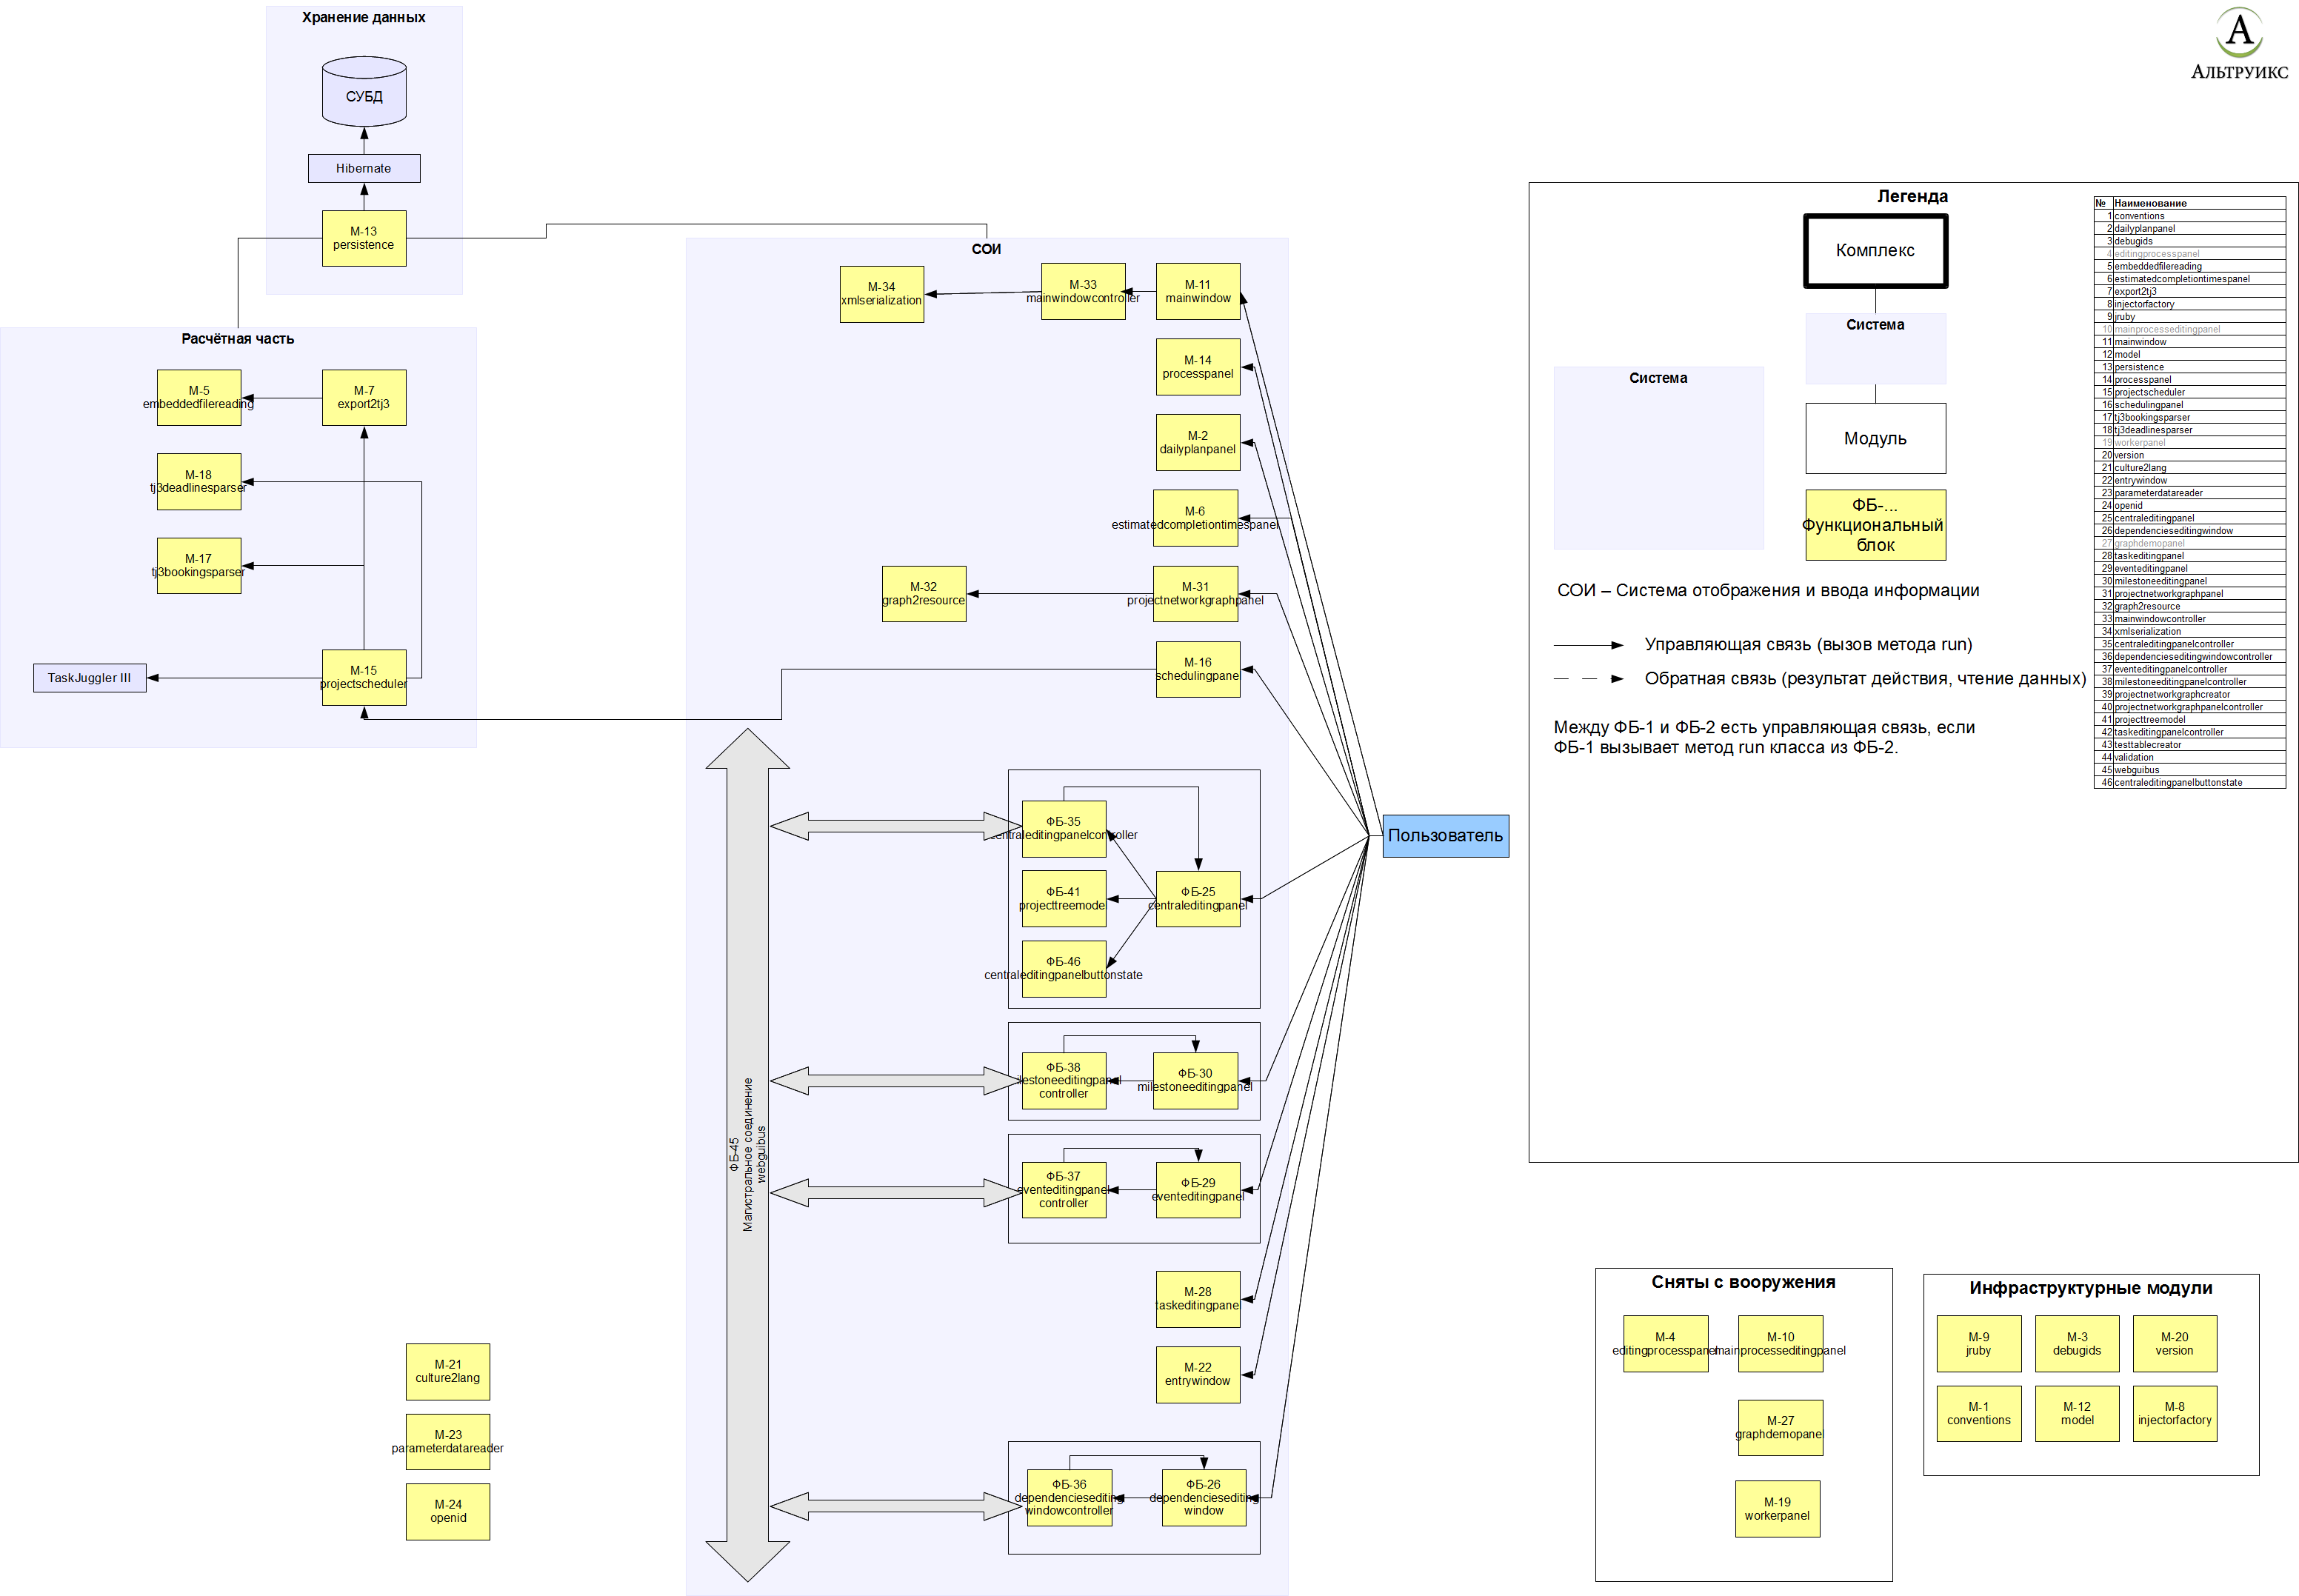 Хранение данных
СУБД
Hibernate
М-13
persistence
Расчётная часть
М-5
embeddedfilereading
М-7
export2tj3
М-18
tj3deadlinesparser
М-17
tj3bookingsparser
TaskJuggler III
М-15
projectscheduler
СОИ
М-34
xmlserialization
М-33
mainwindowcontroller
М-11
mainwindow
М-14
processpanel
М-2
dailyplanpanel
М-6
estimatedcompletiontimespanel
М-32
graph2resource
М-31
projectnetworkgraphpanel
М-16
schedulingpanel
ФБ-45
Магистральное соединение
webguibus
ФБ-35
centraleditingpanelcontroller
ФБ-41
projecttreemodel
ФБ-25
centraleditingpanel
ФБ-46
centraleditingpanelbuttonstate
ФБ-38
milestoneeditingpanel
controller
ФБ-30
milestoneeditingpanel
ФБ-37
eventeditingpanel
controller
ФБ-29
eventeditingpanel
М-28
taskeditingpanel
М-22
entrywindow
ФБ-36
dependenciesediting
windowcontroller
ФБ-26
dependenciesediting
window
Пользователь
М-21
culture2lang
М-23
parameterdatareader
М-24
openid
АЛЬТРУИКС
Легенда
Комплекс
Система
Система
Модуль
ФБ-...
Функциональный
блок
СОИ – Система отображения и ввода информации
Управляющая связь (вызов метода run)
Обратная связь (результат действия, чтение данных)
Между ФБ-1 и ФБ-2 есть управляющая связь, если
ФБ-1 вызывает метод run класса из ФБ-2.
№ Наименование
1 conventions
2 dailyplanpanel
3 debugids
4 editingprocesspanel
5 embeddedfilereading
6 estimatedcompletiontimespanel
7 export2tj3
8 injectorfactory
9 jruby
10 mainprocesseditingpanel
11 mainwindow
12 model
13 persistence
14 processpanel
15 projectscheduler
16 schedulingpanel
17 tj3bookingsparser
18 tj3deadlinesparser
19 workerpanel
20 version
21 culture2lang
22 entrywindow
23 parameterdatareader
24 openid
25 centraleditingpanel
26 dependencieseditingwindow
27 graphdemopanel
28 taskeditingpanel
29 eventeditingpanel
30 milestoneeditingpanel
31 projectnetworkgraphpanel
32 graph2resource
33 mainwindowcontroller
34 xmlserialization
35 centraleditingpanelcontroller
36 dependencieseditingwindowcontroller
37 eventeditingpanelcontroller
38 milestoneeditingpanelcontroller
39 projectnetworkgraphcreator
40 projectnetworkgraphpanelcontroller
41 projecttreemodel
42 taskeditingpanelcontroller
43 testtablecreator
44 validation
45 webguibus
46 centraleditingpanelbuttonstate
Сняты с вооружения
М-4
editingprocesspanel
М-10
mainprocesseditingpanel
М-27
graphdemopanel
М-19
workerpanel
Инфраструктурные модули
М-9
jruby
М-3
debugids
М-20
version
М-1
conventions
М-12
model
М-8
injectorfactory